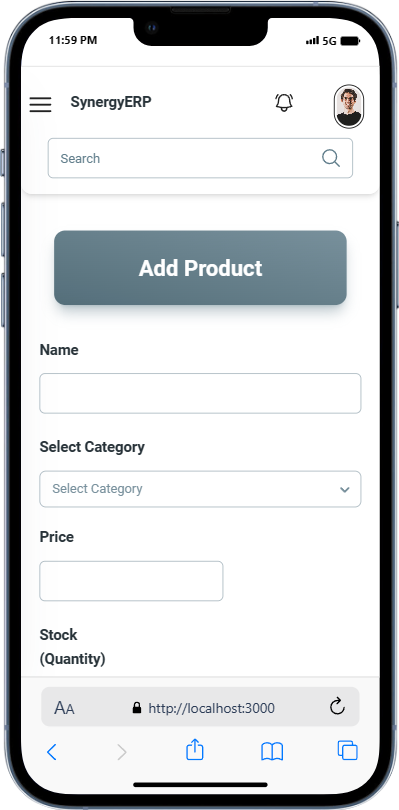 11:59 PM 5G
SynergyERP
Search
Add Product
Name
Select Category
Select Category
Price
Stock
(Quantity)
AA http://localhost:3000